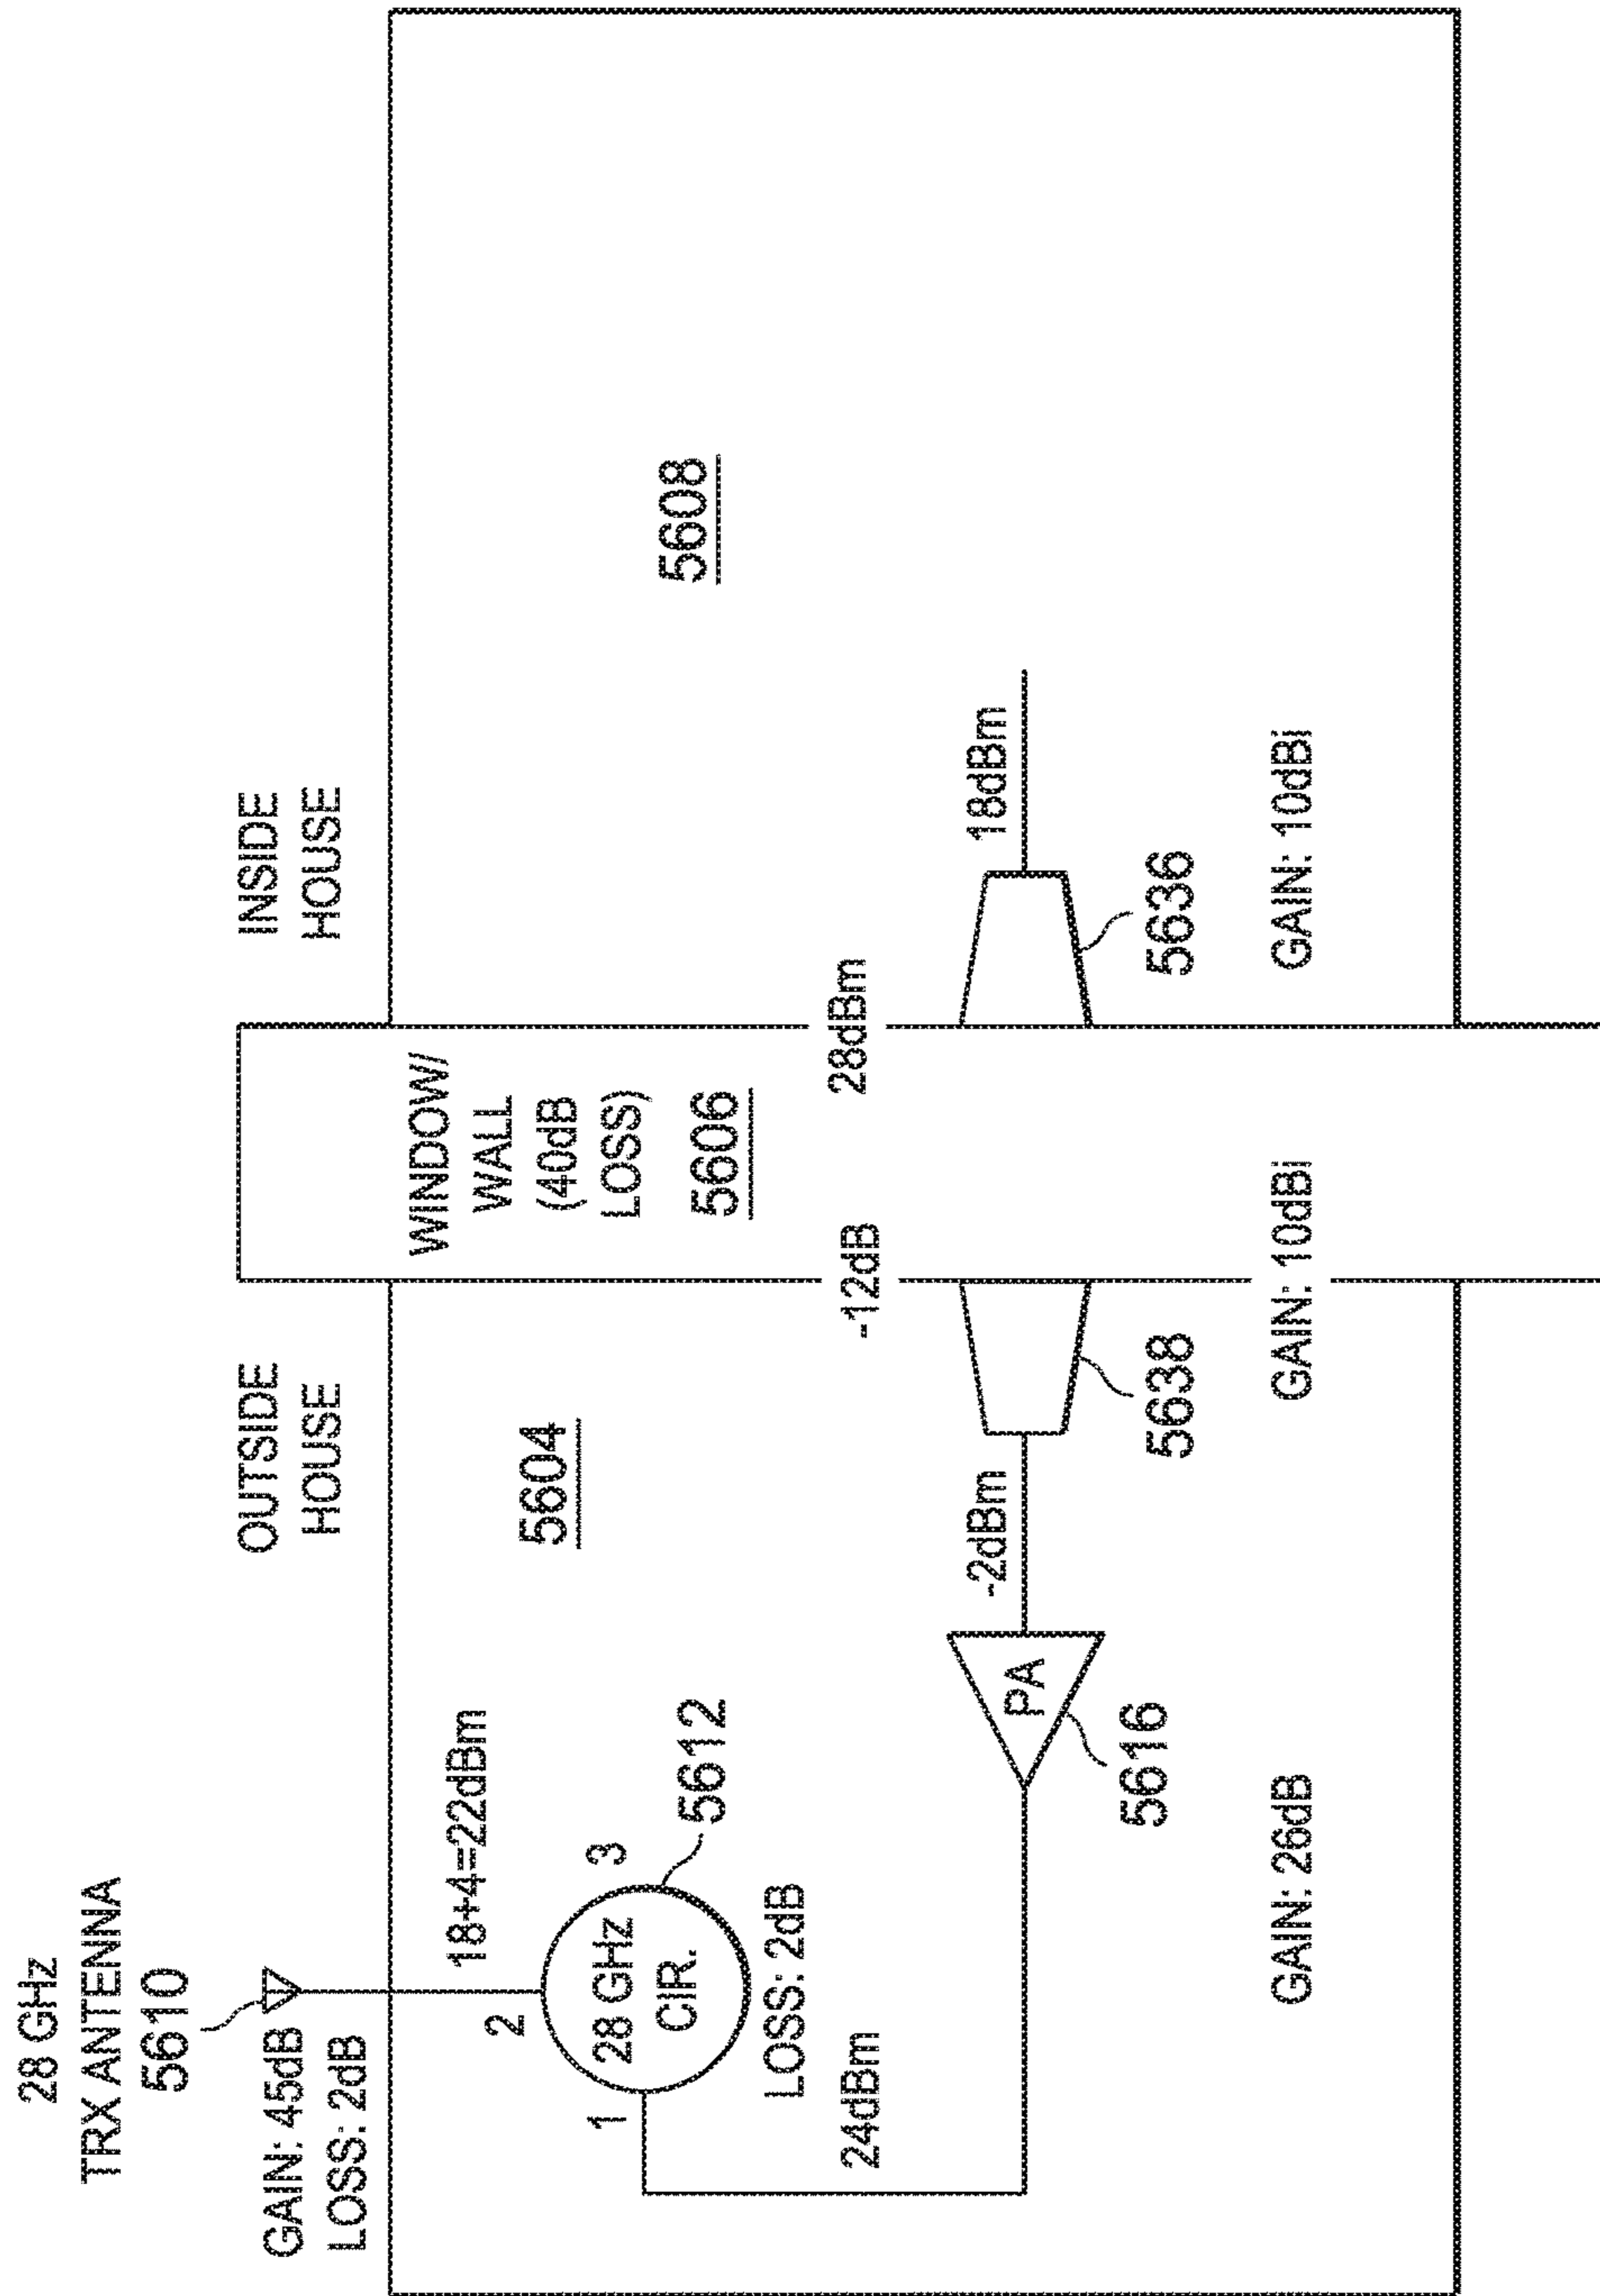 28 GHz
TRX ANTENNA
5610
GAIN: 45dB
LOSS: 2dB
OUTSIDE
HOUSE
INSIDE
HOUSE
18+4=22dBm
2
1
3
28 GHz
CIR.
5612
LOSS: 2dB
24dBm
5604
WINDOW/
WALL
(40dB
LOSS)
5606
5608
-12dB
28dBm
PA
-2dBm
18dBm
5616
5638
5636
GAIN: 26dB
GAIN: 10dBi
GAIN: 10dBi